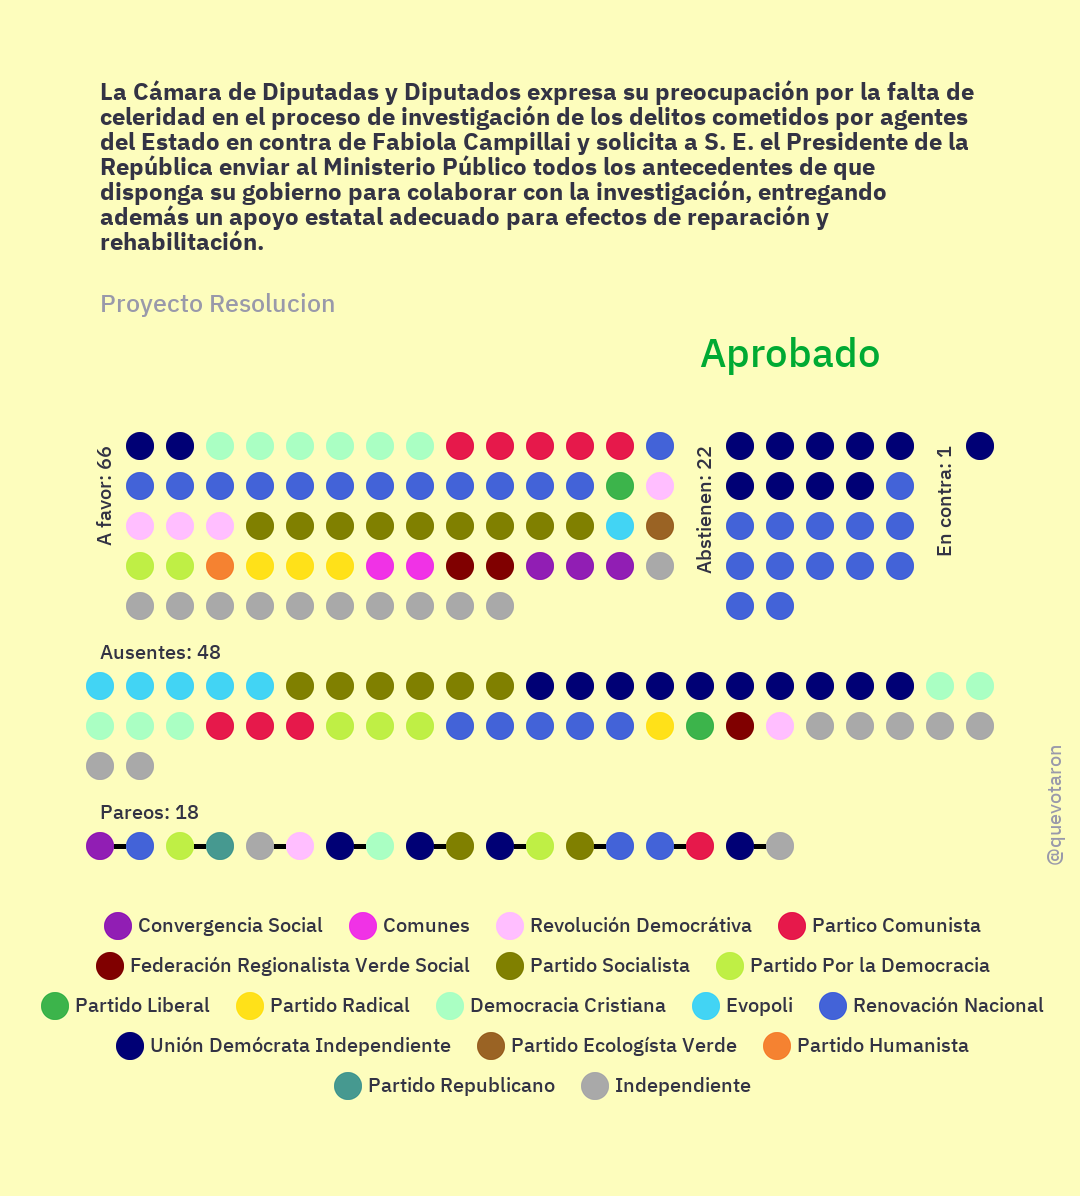 La Cámara de Diputadas y Diputados expresa su preocupación por la falta de
celeridad en el proceso de investigación de los delitos cometidos por agentes
del Estado en contra de Fabiola Campillai y solicita a S. E. el Presidente de la
República enviar al Ministerio Público todos los antecedentes de que
disponga su gobierno para colaborar con la investigación, entregando
además un apoyo estatal adecuado para efectos de reparación y
rehabilitación.
Proyecto Resolucion
Aprobado
A favor: 66
Abstienen: 22
En contra: 1
Ausentes: 48
Pareos: 18
@quevotaron
Convergencia Social Comunes Revolución Demócrátiva Partico Comunista
Federación Regionalista Verde Social Partido Socialista Partido Por la Democracia
Partido Liberal Partido Radical Democracia Cristiana Evopoli Renovación Nacional
Unión Demócrata Independiente Partido Ecologísta Verde Partido Humanista
Partido Republicano Independiente